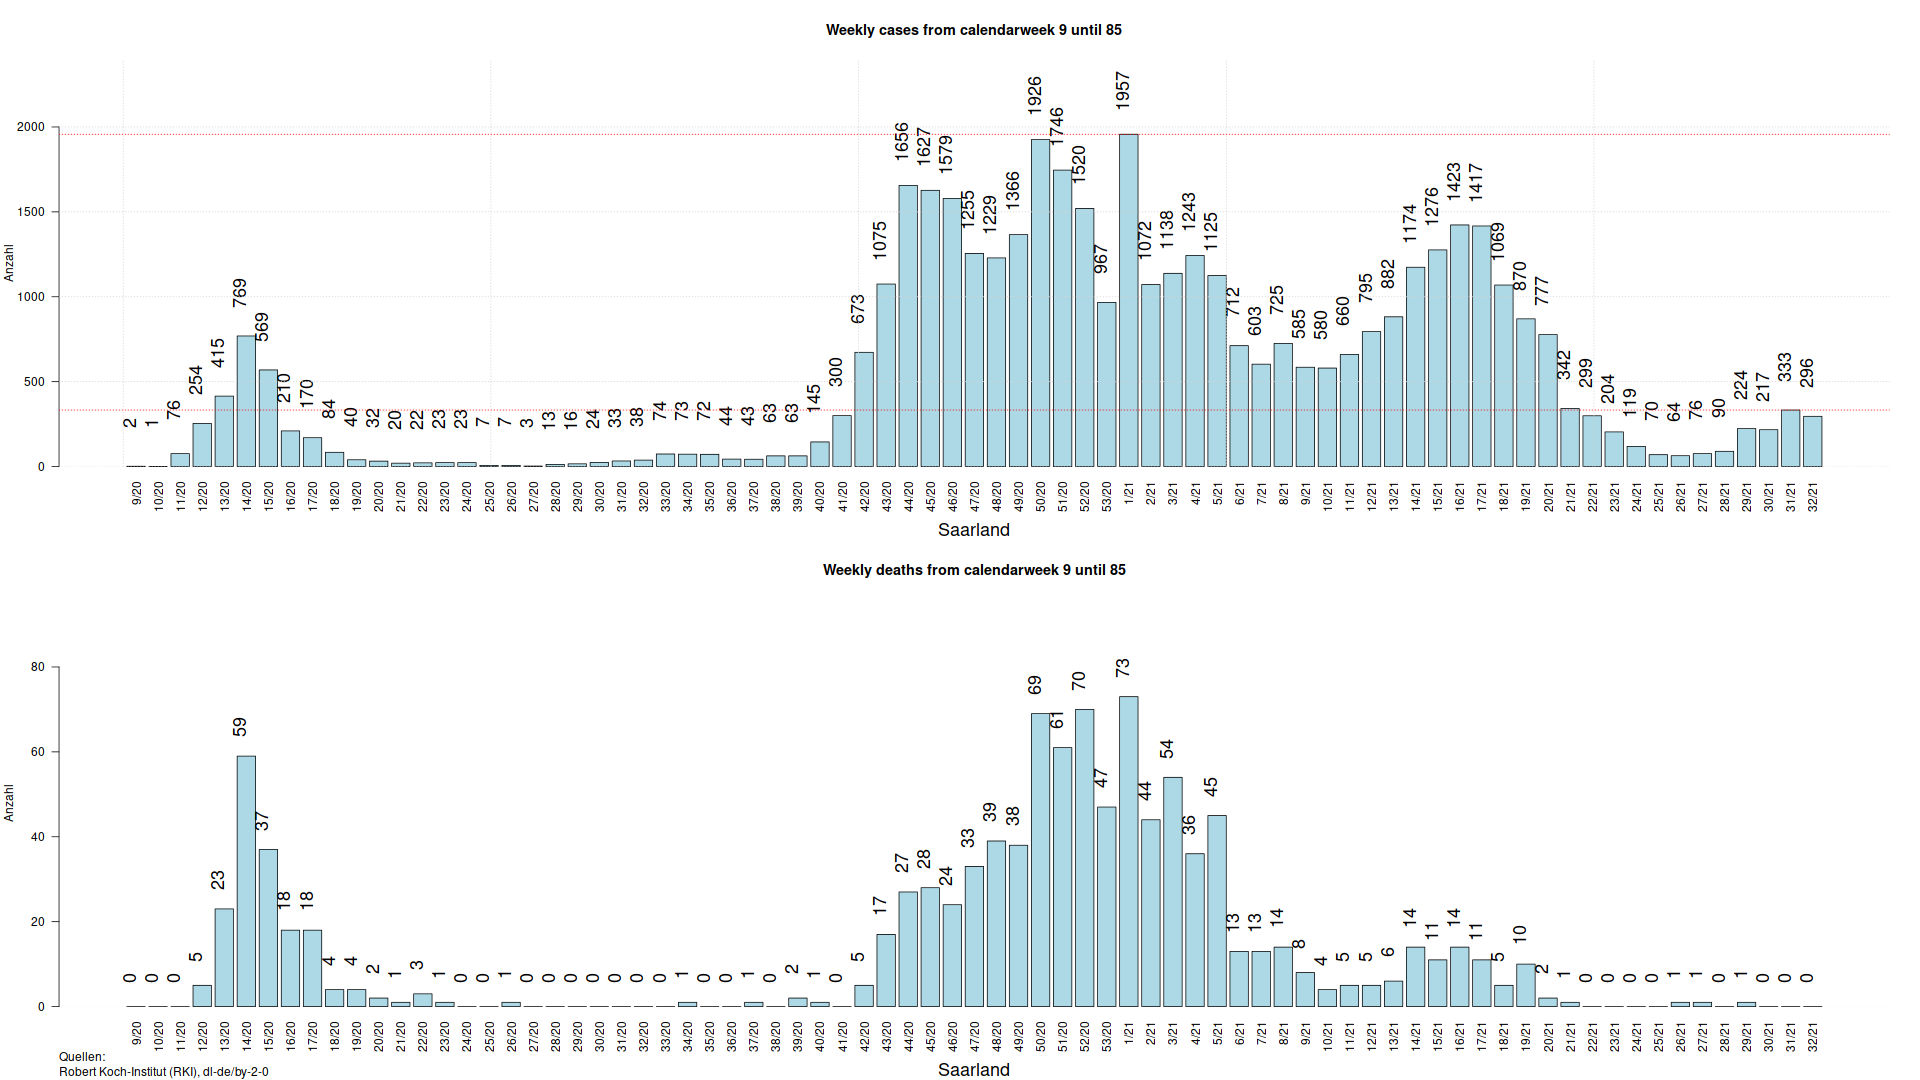 Weekly cases from calendarweek 9 until 85
Anzahl
2000
1500
1000
500
0
2 1 76 254 415 769 569 210 170 84 40 32 20 22 23 23 7 7 3 13 16 24 33 38 74 73 72 44 43 63 63 145 300 673 1075 1656 1627 1579 1255 1229 1366 1926 1746 1520 967 1957 1072 1138 1243 1125 712 603 725 585 580 660 795 882 1174 1276 1423 1417 1069 870 777 342 299 204 119 70 64 76 90 224 217 333 296
9/20 10/20 11/20 12/20 13/20 14/20 15/20 16/20 17/20 18/20 19/20 20/20 21/20 22/20 23/20 24/20 25/20 26/20 27/20 28/20 29/20 30/20 31/20 32/20 33/20 34/20 35/20 36/20 37/20 38/20 39/20 40/20 41/20 42/20 43/20 44/20 45/20 46/20 47/20 48/20 49/20 50/20 51/20 52/20 53/20 1/21 2/21 3/21 4/21 5/21 6/21 7/21 8/21 9/21 10/21 11/21 12/21 13/21 14/21 15/21 16/21 17/21 18/21 19/21 20/21 21/21 22/21 23/21 24/21 25/21 26/21 27/21 28/21 29/21 30/21 31/21 32/21
Saarland
Weekly deaths from calendarweek 9 until 85
Anzahl
80
60
40
20
0
0 0 0 5 23 59 37 18 18 4 4 2 1 3 1 0 0 1 0 0 0 0 0 0 0 1 0 0 1 0 2 1 0 5 17 27 28 24 33 39 38 69 61 70 47 73 44 54 36 45 13 13 14 8 4 5 5 6 14 11 14 11 5 10 2 1 0 0 0 0 1 1 0 1 0 0 0
9/20 10/20 11/20 12/20 13/20 14/20 15/20 16/20 17/20 18/20 19/20 20/20 21/20 22/20 23/20 24/20 25/20 26/20 27/20 28/20 29/20 30/20 31/20 32/20 33/20 34/20 35/20 36/20 37/20 38/20 39/20 40/20 41/20 42/20 43/20 44/20 45/20 46/20 47/20 48/20 49/20 50/20 51/20 52/20 53/20 1/21 2/21 3/21 4/21 5/21 6/21 7/21 8/21 9/21 10/21 11/21 12/21 13/21 14/21 15/21 16/21 17/21 18/21 19/21 20/21 21/21 22/21 23/21 24/21 25/21 26/21 27/21 28/21 29/21 30/21 31/21 32/21
Saarland
Quellen:
Robert Koch-Institut (RKI), dl-de/by-2-0